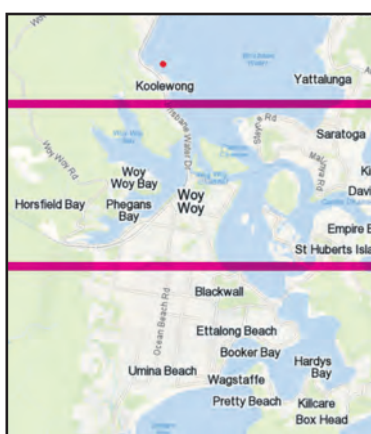 Koolewong
Yattalunga
Brisbane Water Dr
Rd
Saratoga
Woy Woy Rd
Woy
Woy Bay
Woy
Woy
Horsfield Bay
Phegans
Bay
Davi
Empire B
St Huberts Isla
Blackwall
Ocean Beach Rd
Ettalong Beach
Booker Bay
Hardys
Bay
Umina Beach
Wagstaffe
Pretty Beach
Killcare
Box Head